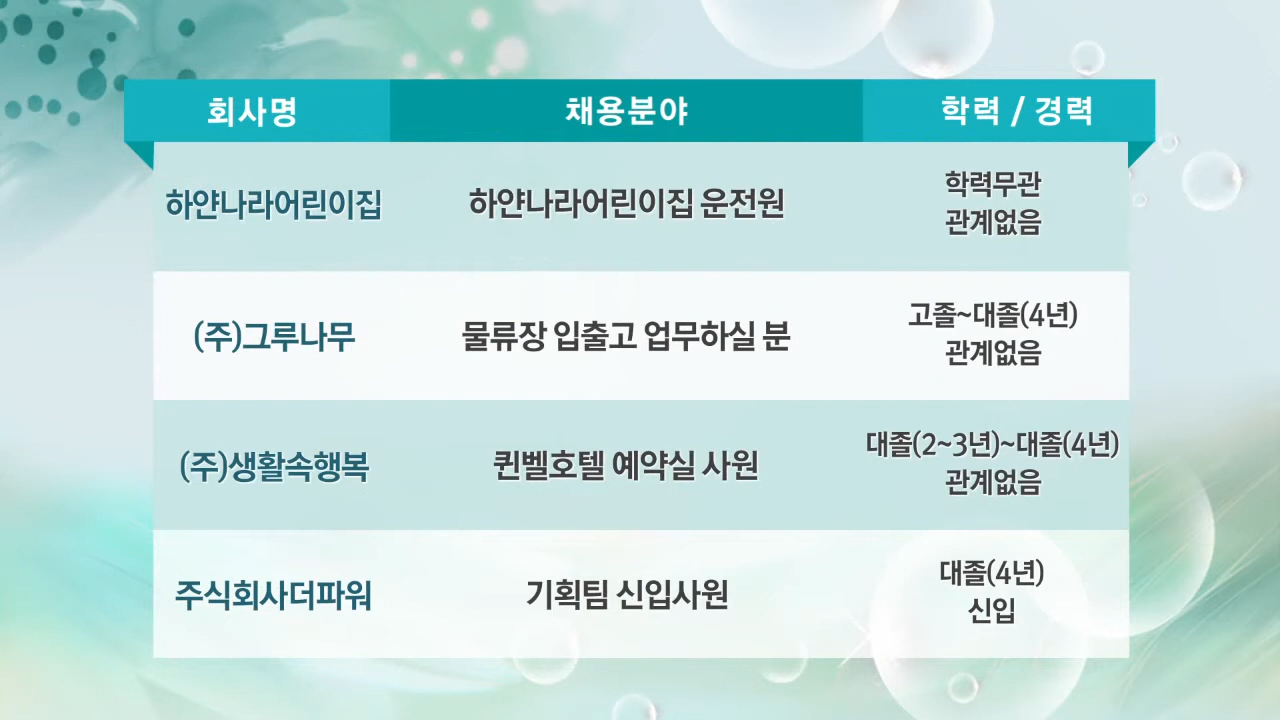 회사명 채용분야 학력 / 경력
하얀나라어린이집 하얀나라어린이집 운전원 학력무관
관계없음
(주)그루나무 물류장 입출고 업무하실 분 고졸~대졸(4년)
관계없음
(주)생활속행복 퀸벨호텔 예약실 사원 대졸(2~3년)~대졸(4년)
관계없음
주식회사더파워 기획팀 신입사원 대졸(4년)
신입